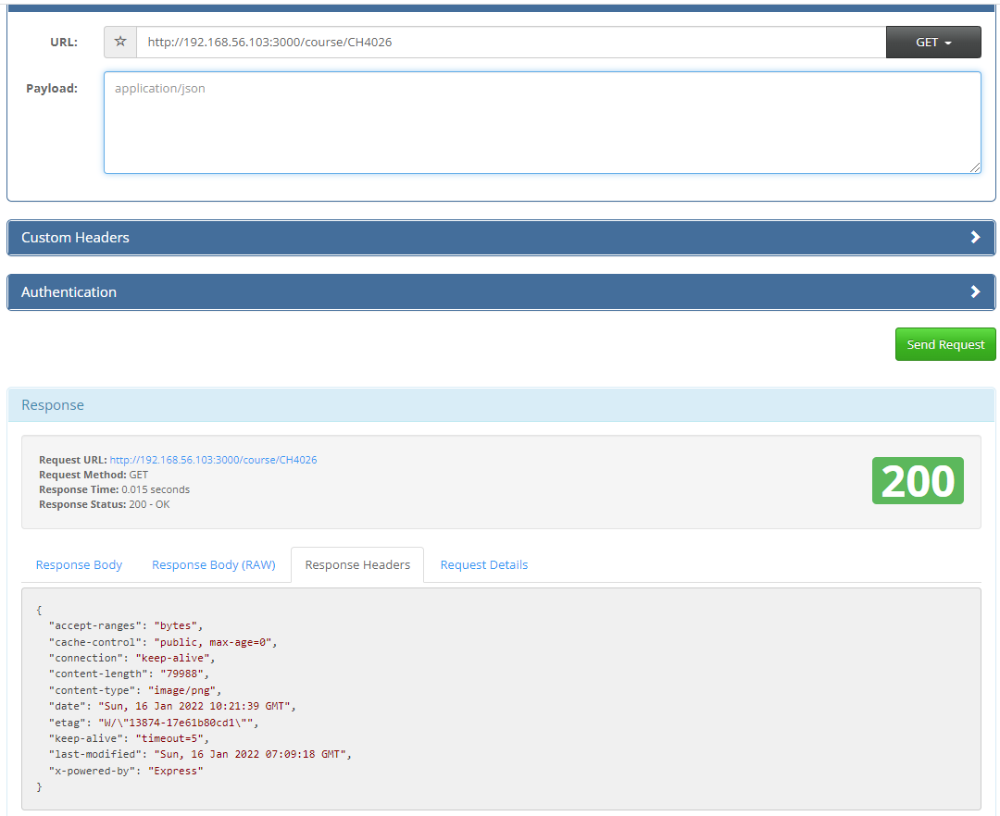 URL:
☆ http://192.168.56.103:3000/course/CH4026
GET
Payload:
application/json
Custom Headers
Authentication
Send Request
Response
Request URL: http://192.168.56.103:3000/course/CH4026
Request Method: GET
Response Time: 0.015 seconds
Response Status: 200 - OK
200
Response Body Response Body (RAW) Response Headers Request Details
{
"accept-ranges": "bytes",
"cache-control": "public, max-age=0",
"connection": "keep-alive",
"content-length": "79988",
"content-type": "image/png",
"date": "Sun, 16 Jan 2022 10:21:39 GMT",
"etag": "W/\"13874-17e61b80cd1\"",
"keep-alive": "timeout=5",
"last-modified": "Sun, 16 Jan 2022 07:09:18 GMT",
"x-powered-by": "Express"
}